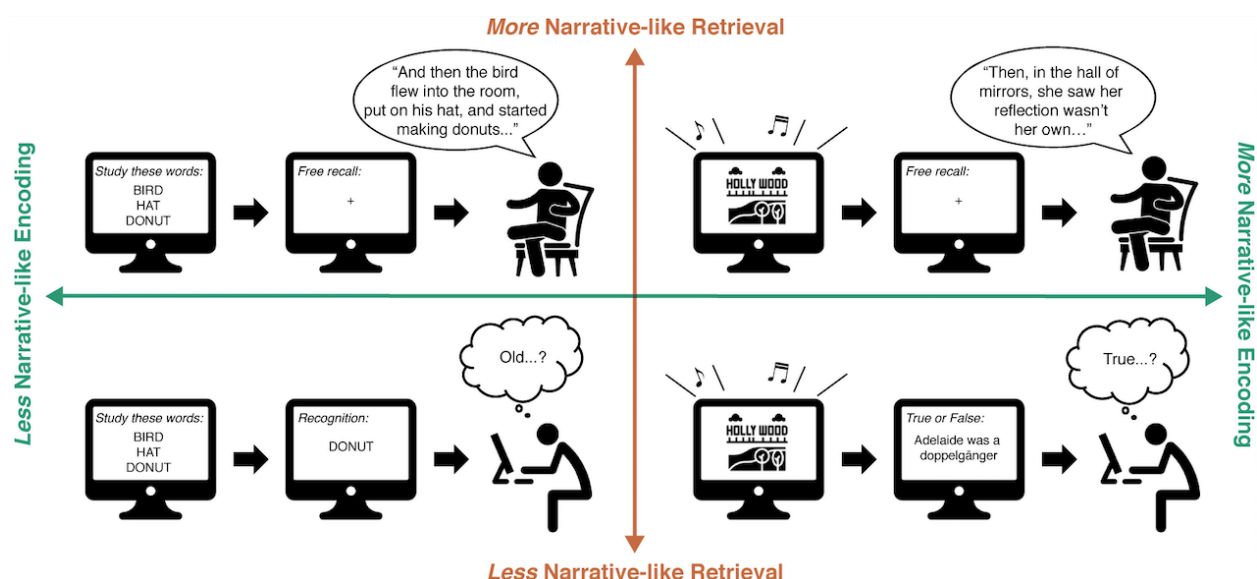 More Narrative-like Retrieval
Less Narrative-like Encoding
"And then the bird
flew into the room,
put on his hat, and started
making donuts..."
Study these words:
BIRD
HAT
DONUT
Free recall:
+
"Then, in the hall of
mirrors, she saw her
reflection wasn't
her own..."
HOLLY WOOD
Free recall:
+
More Narrative-like Encoding
Old...?
Study these words:
BIRD
HAT
DONUT
Recognition:
DONUT
True...?
HOLLY WOOD
True or False:
Adelaide was a
doppelgänger
Less Narrative-like Retrieval